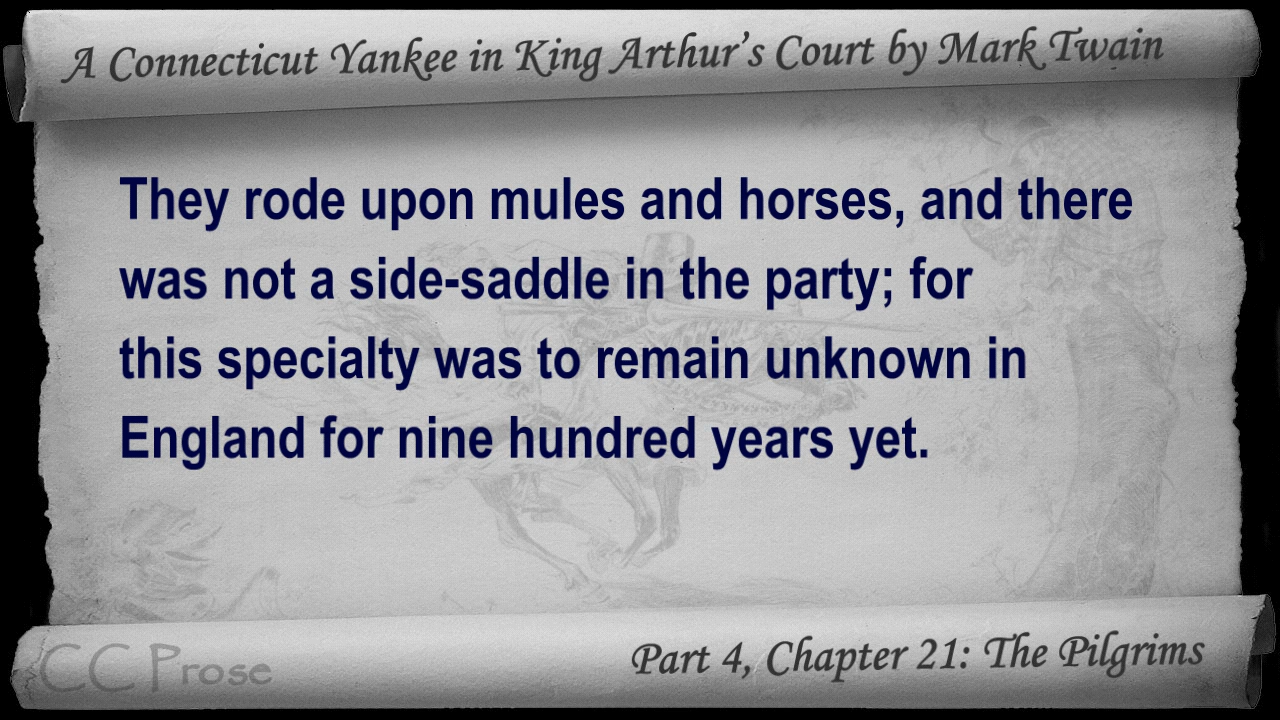 A Connecticut Yankee in King Arthur's Court by Mark Twain
They rode upon mules and horses, and there
was not a side-saddle in the party; for
this specialty was to remain unknown in
England for nine hundred years yet.
CC Prose
Part 4, Chapter 21: The Pilgrims